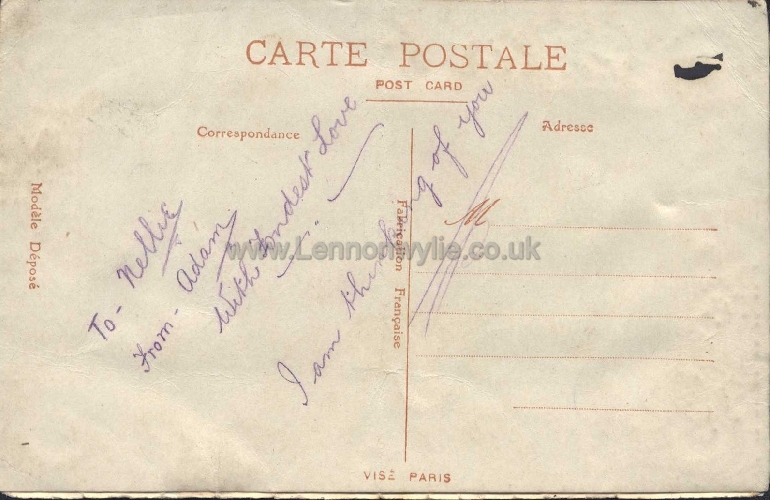 CARTE POSTALE
POST CARD
Correspondance
Adresse
To - Nellie
From - Adam
With Fondest Love
I am thinking of you
M
Modèle Déposé
Fabrication Française
www.Lennonwylie.co.uk
VISÉ PARIS